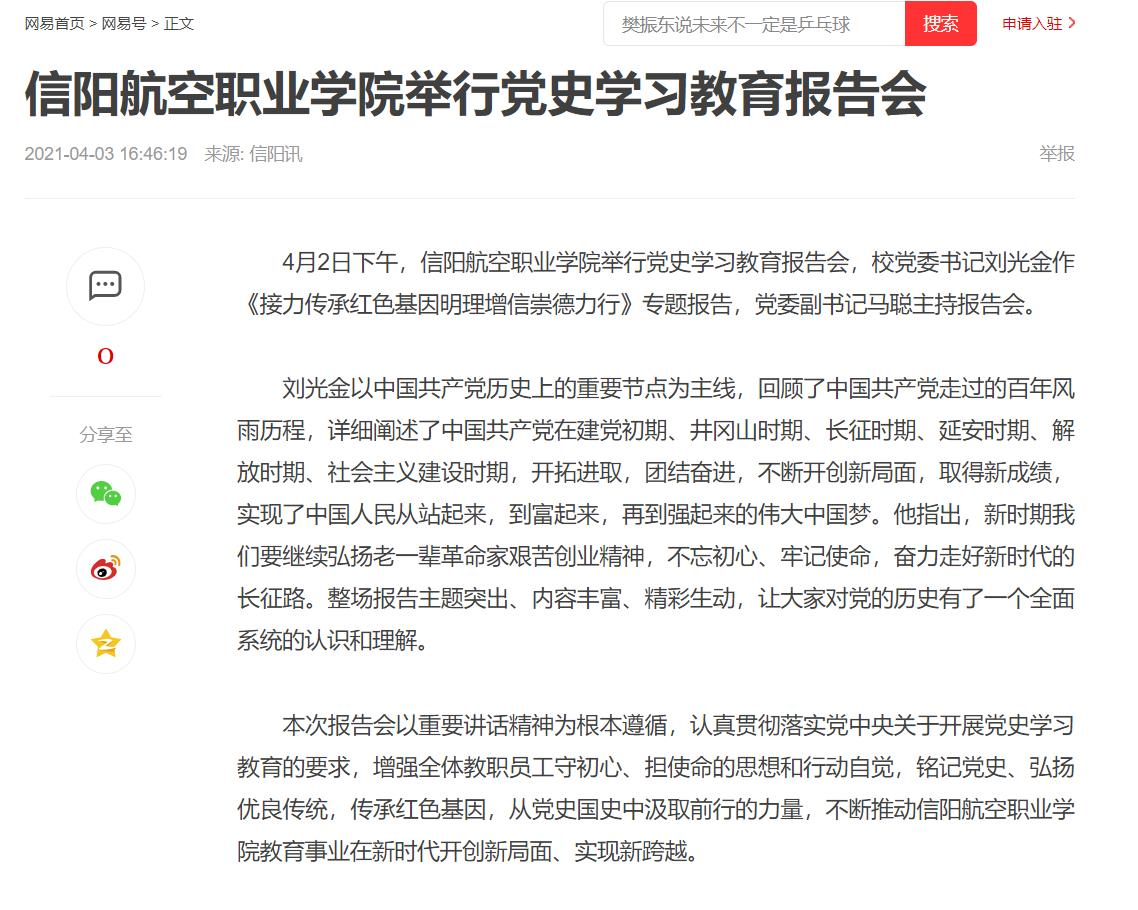 网易首页 > 网易号 > 正文
樊振东说未来不一定是乒乓球
搜索
申请入驻 >
信阳航空职业学院举行党史学习教育报告会
2021-04-03 16:46:19 来源: 信阳讯
举报
4月2日下午，信阳航空职业学院举行党史学习教育报告会，校党委书记刘光金作
《接力传承红色基因明理增信崇德力行》专题报告，党委副书记马聪主持报告会。
0
分享至
刘光金以中国共产党历史上的重要节点为主线，回顾了中国共产党走过的百年风
雨历程，详细阐述了中国共产党在建党初期、井冈山时期、长征时期、延安时期、解
放时期、社会主义建设时期，开拓进取，团结奋进，不断开创新局面，取得新成绩，
实现了中国人民从站起来，到富起来，再到强起来的伟大中国梦。他指出，新时期我
们要继续弘扬老一辈革命家艰苦创业精神，不忘初心、牢记使命，奋力走好新时代的
长征路。整场报告主题突出、内容丰富、精彩生动，让大家对党的历史有了一个全面
系统的认识和理解。
本次报告会以重要讲话精神为根本遵循，认真贯彻落实党中央关于开展党史学习
教育的要求，增强全体教职员工守初心、担使命的思想和行动自觉，铭记党史、弘扬
优良传统，传承红色基因，从党史国史中汲取前行的力量，不断推动信阳航空职业学
院教育事业在新时代开创新局面、实现新跨越。